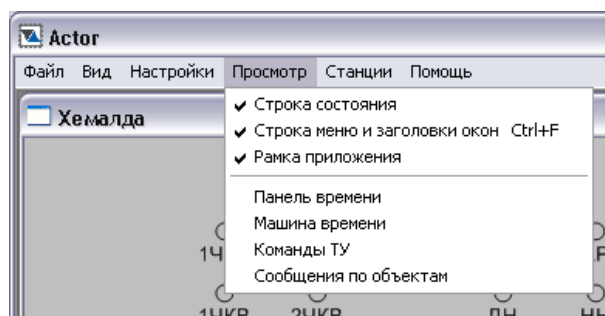 Actor
Файл Вид Настройки Просмотр Станции Помощь
Хемалда
Строка состояния
Строка меню и заголовки окон Ctrl+F
Рамка приложения
Панель времени
Машина времени
Команды ТУ
Сообщения по объектам